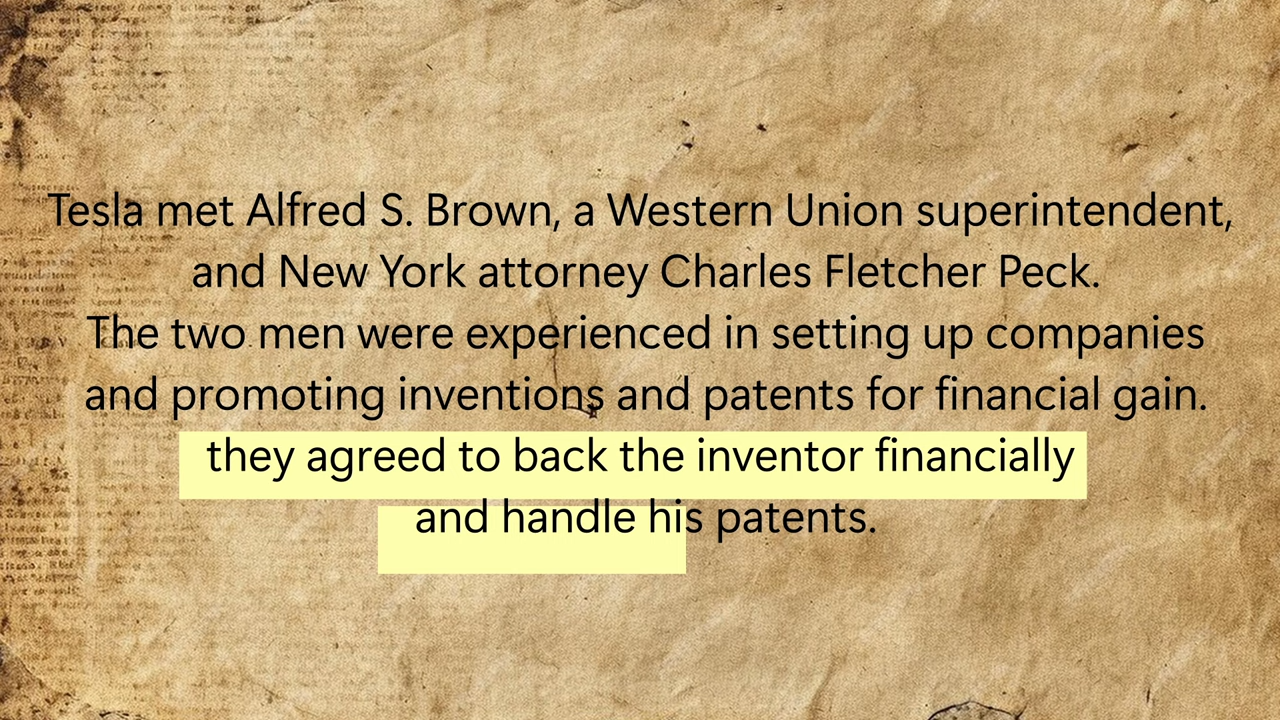 Tesla met Alfred S. Brown, a Western Union superintendent,
and New York attorney Charles Fletcher Peck.
The two men were experienced in setting up companies
and promoting inventions and patents for financial gain.
they agreed to back the inventor financially
and handle his patents.